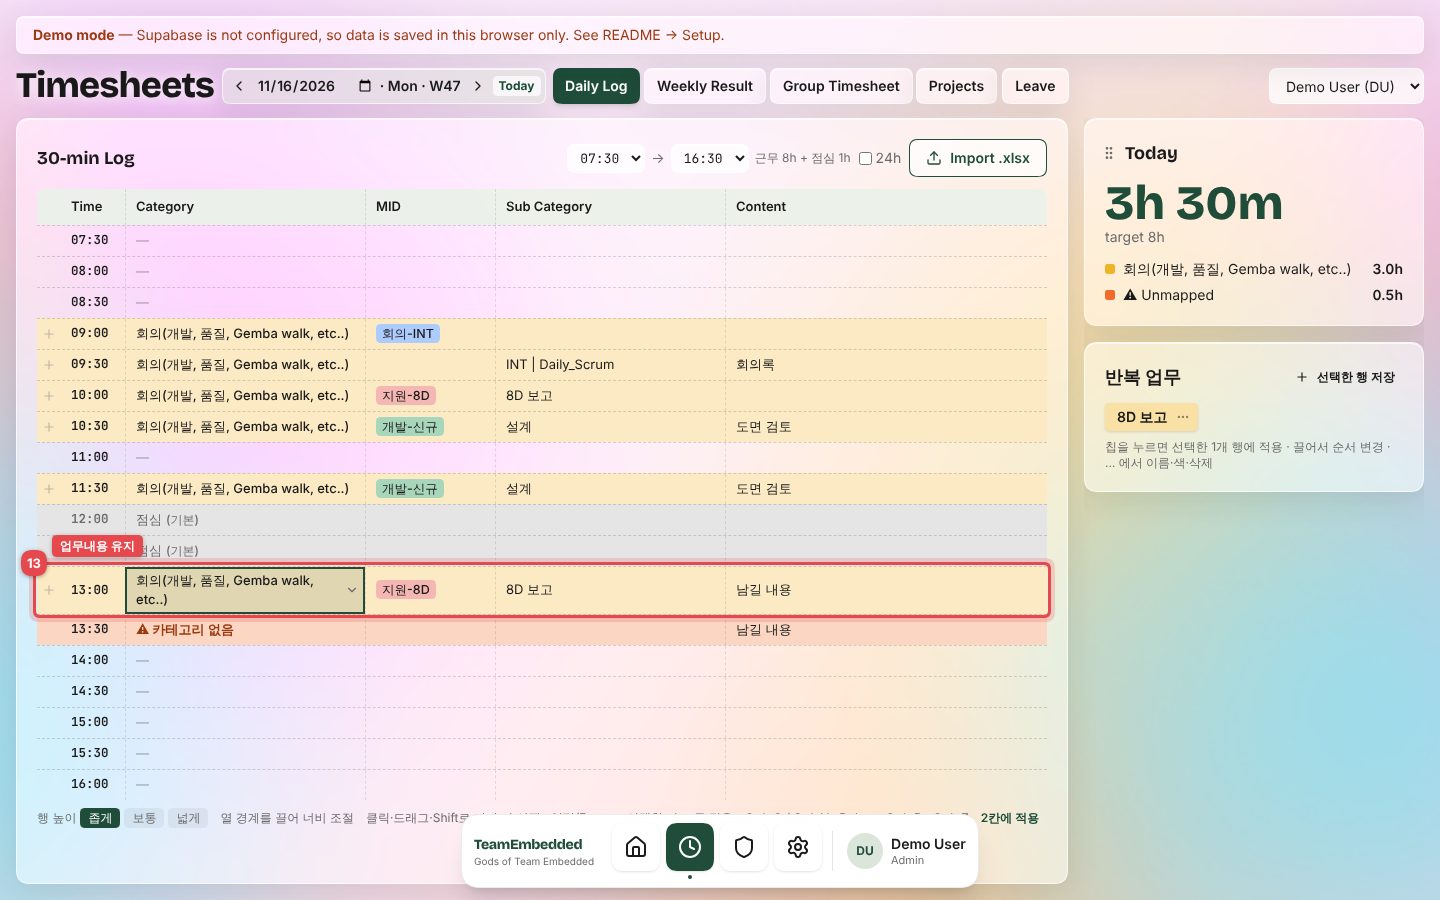 Demo mode — Supabase is not configured, so data is saved in this browser only. See README → Setup.
Timesheets
11/16/2026 · Mon · W47 Today
Daily Log Weekly Result Group Timesheet Projects Leave
Demo User (DU)
30-min Log
07:30 → 16:30 근무 8h + 점심 1h 24h Import .xlsx
Time Category MID Sub Category Content
07:30 —
08:00 —
08:30 —
+ 09:00 회의(개발, 품질, Gemba walk, etc..) 회의-INT
+ 09:30 회의(개발, 품질, Gemba walk, etc..) INT | Daily_Scrum 회의록
+ 10:00 회의(개발, 품질, Gemba walk, etc..) 지원-8D 8D 보고
+ 10:30 회의(개발, 품질, Gemba walk, etc..) 개발-신규 설계 도면 검토
11:00 —
+ 11:30 회의(개발, 품질, Gemba walk, etc..) 개발-신규 설계 도면 검토
12:00 점심 (기본)
업무내용 유지
점심 (기본)
13
+ 13:00 회의(개발, 품질, Gemba walk, etc..) 지원-8D 8D 보고 남길 내용
13:30 ⚠ 카테고리 없음 남길 내용
14:00 —
14:30 —
15:00 —
15:30 —
16:00 —
행 높이 좁게 보통 넓게 열 경계를 끌어 너비 조절 클릭·드래그·Shift로 2칸에 적용
Today
3h 30m
target 8h
회의(개발, 품질, Gemba walk, etc..) 3.0h
⚠ Unmapped 0.5h
반복 업무 + 선택한 행 저장
8D 보고 ···
칩을 누르면 선택한 1개 행에 적용 · 끌어서 순서 변경 ·
… 에서 이름·색·삭제
TeamEmbedded
Gods of Team Embedded
DU Demo User
Admin